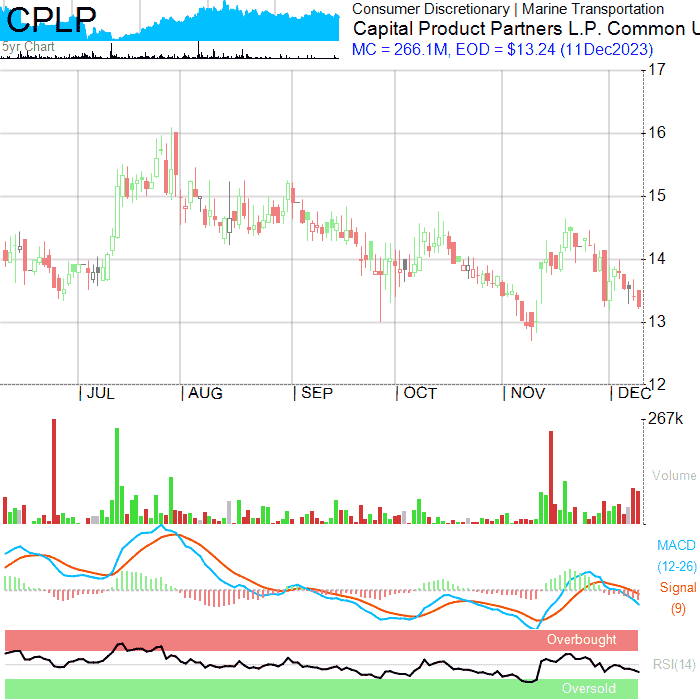 CPLP
5yr Chart
Consumer Discretionary | Marine Transportation
Capital Product Partners L.P. Common U
MC = 266.1M, EOD = $13.24 (11Dec2023)
17
16
15
14
13
12
JUL AUG SEP OCT NOV DEC
267k
Volume
MACD
(12-26)
Signal
(9)
Overbought
RSI(14)
Oversold